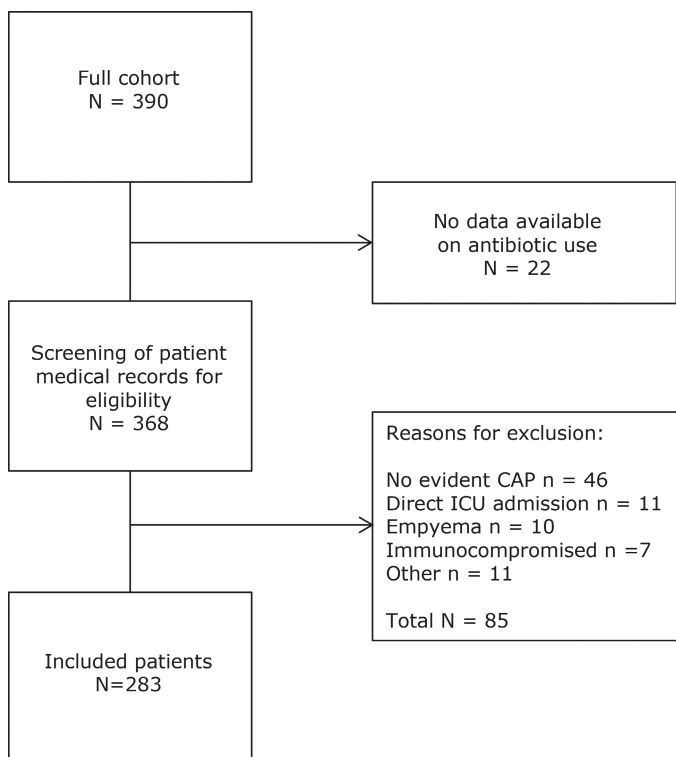 Full cohort
N = 390
No data available
on antibiotic use
N = 22
Screening of patient
medical records for
eligibility
N = 368
Reasons for exclusion:
No evident CAP n = 46
Direct ICU admission n = 11
Empyema n = 10
Immunocompromised n =7
Other n = 11
Total N = 85
Included patients
N=283